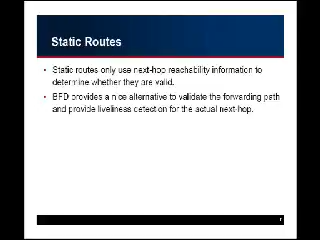 Static Routes
• Static routes only use next-hop reachability information to
determine whether they are valid.
• BFD provides a nice alternative to validate the forwarding path
and provide liveliness detection for the actual next-hop.